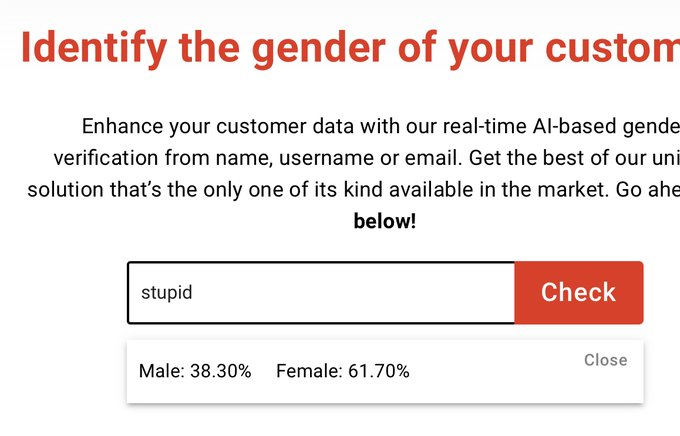 Identify the gender of your custom
Enhance your customer data with our real-time AI-based gende
verification from name, username or email. Get the best of our uni
solution that’s the only one of its kind available in the market. Go ahe
below!
stupid
Check
Close
Male: 38.30% Female: 61.70%